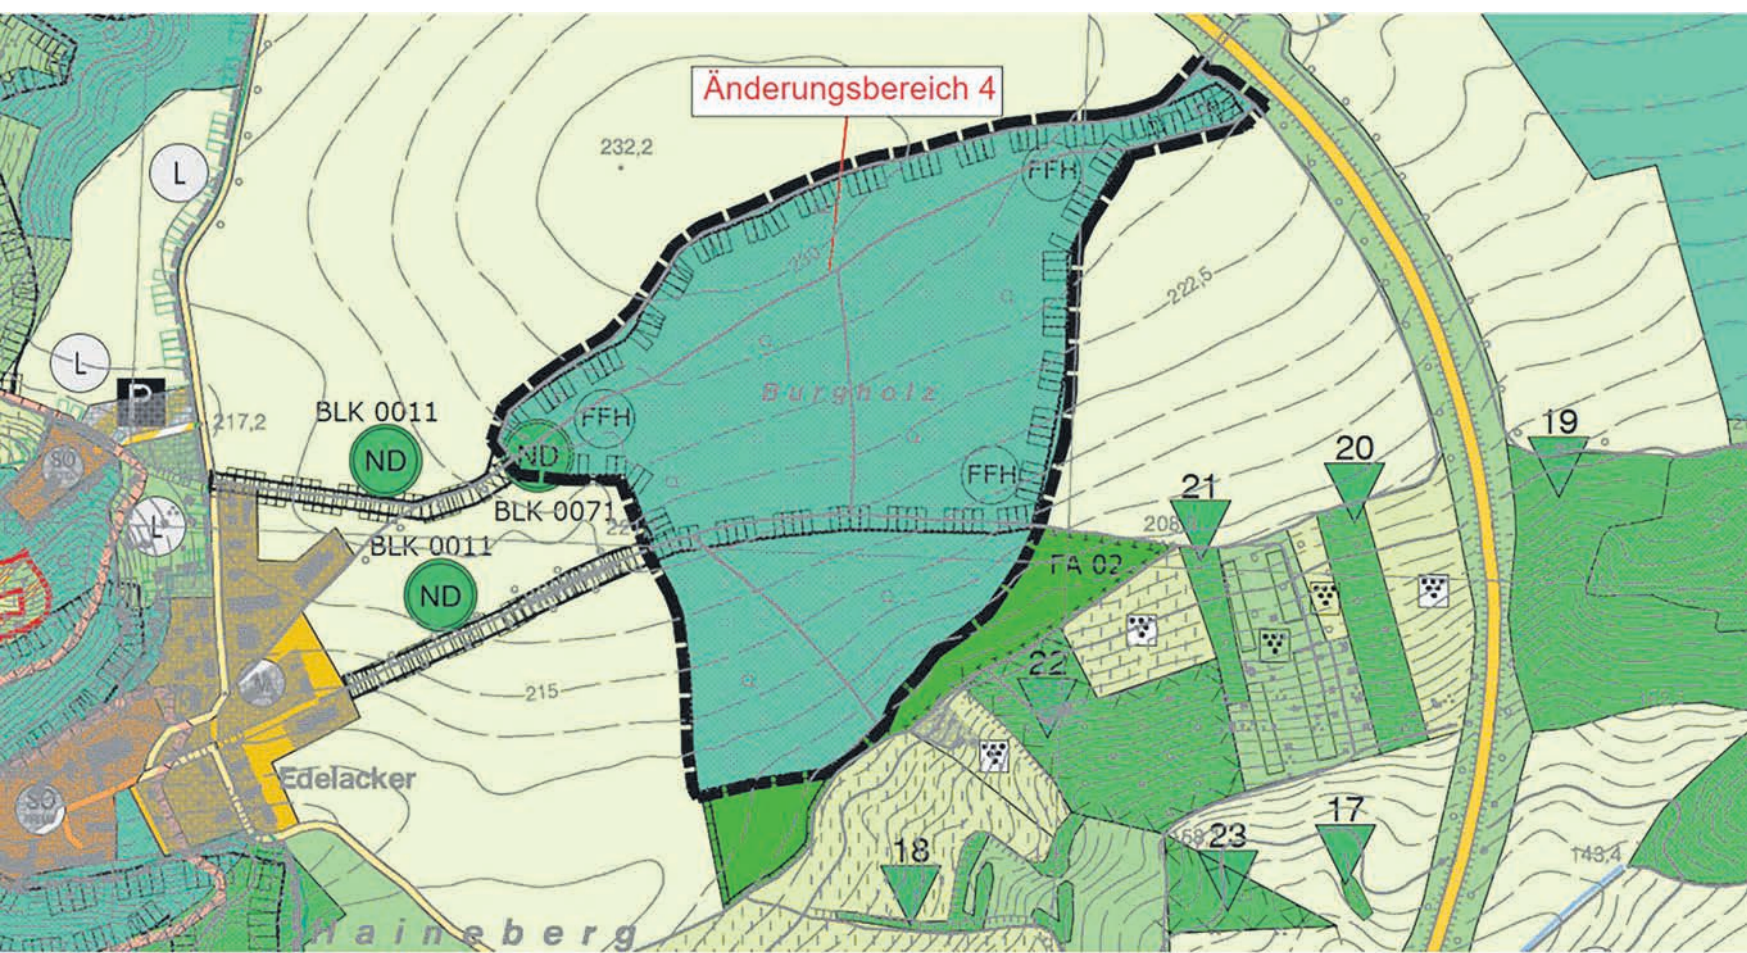 Änderungsbereich 4
232,2
FFH
L
230
222,5
L
P
BLK 0011
217,2
FFH
Burgholz
19
SO
ND
ND
20
FFH
BLK 0071
21
L
BLK 0011
FA 02
ND
22
M
215
Edelacker
SO
17
18
23
143,4
Haineberg